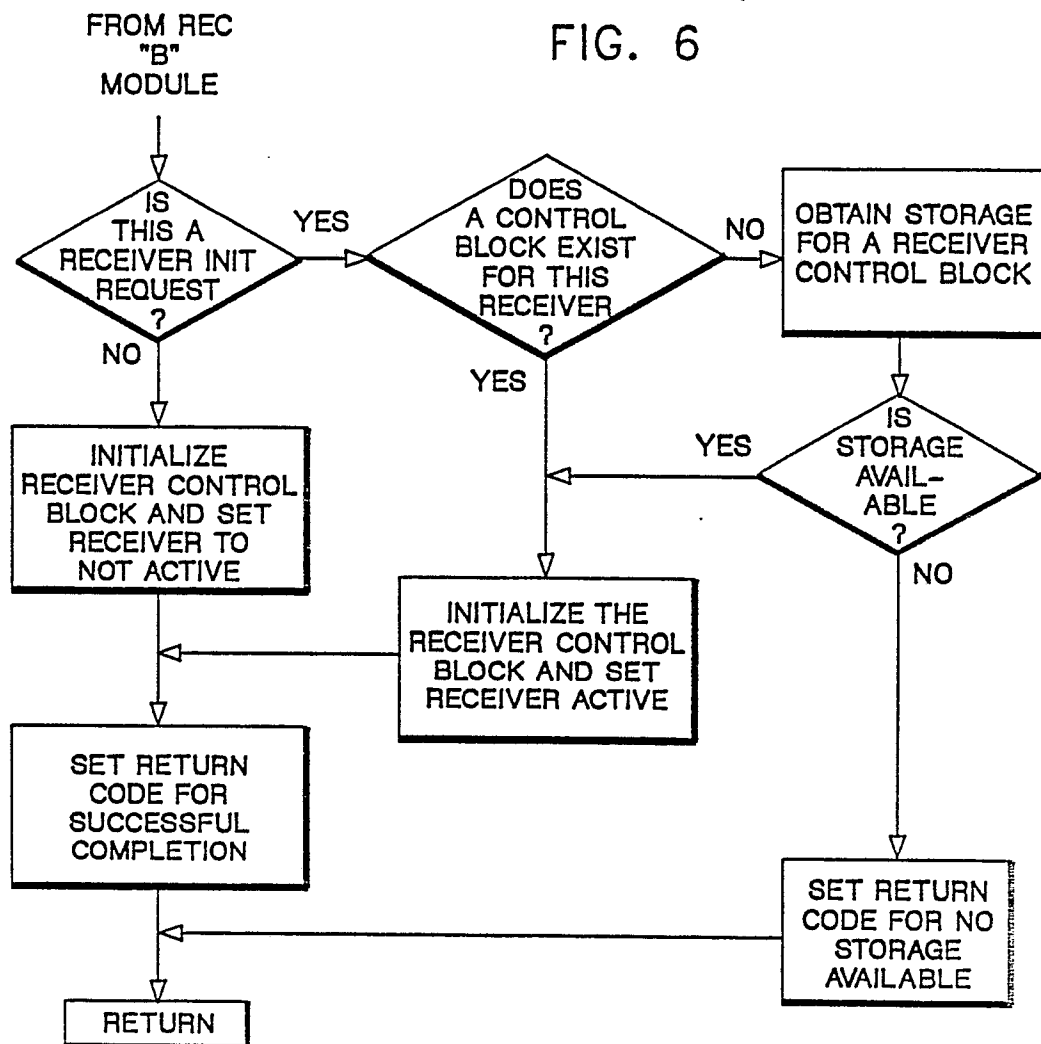 FROM REC
"B"
MODULE
FIG. 6
IS
THIS A
RECEIVER INIT
REQUEST
?
YES
NO
DOES
A CONTROL
BLOCK EXIST
FOR THIS
RECEIVER
?
NO
YES
OBTAIN STORAGE
FOR A RECEIVER
CONTROL BLOCK
IS
STORAGE
AVAIL-
ABLE
?
YES
NO
INITIALIZE
RECEIVER CONTROL
BLOCK AND SET
RECEIVER TO
NOT ACTIVE
INITIALIZE THE
RECEIVER CONTROL
BLOCK AND SET
RECEIVER ACTIVE
SET RETURN
CODE FOR
SUCCESSFUL
COMPLETION
SET RETURN
CODE FOR NO
STORAGE
AVAILABLE
RETURN